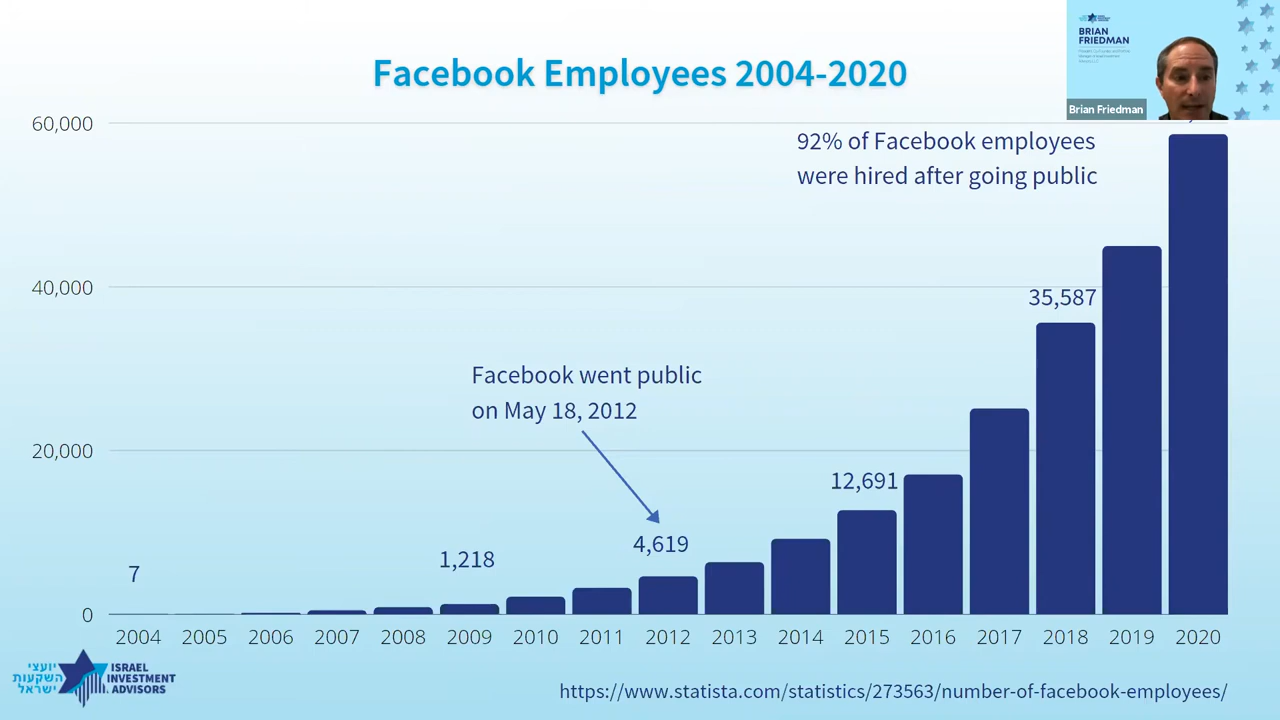 Facebook Employees 2004-2020
ISRAEL
INVESTMENT
ADVISORS
BRIAN
FRIEDMAN
Brian Friedman
60,000
40,000
20,000
0
92% of Facebook employees
were hired after going public
Facebook went public
on May 18, 2012
7
1,218
4,619
12,691
35,587
2004 2005 2006 2007 2008 2009 2010 2011 2012 2013 2014 2015 2016 2017 2018 2019 2020
יועצי
השקעות
ישראל
ISRAEL
INVESTMENT
ADVISORS
https://www.statista.com/statistics/273563/number-of-facebook-employees/